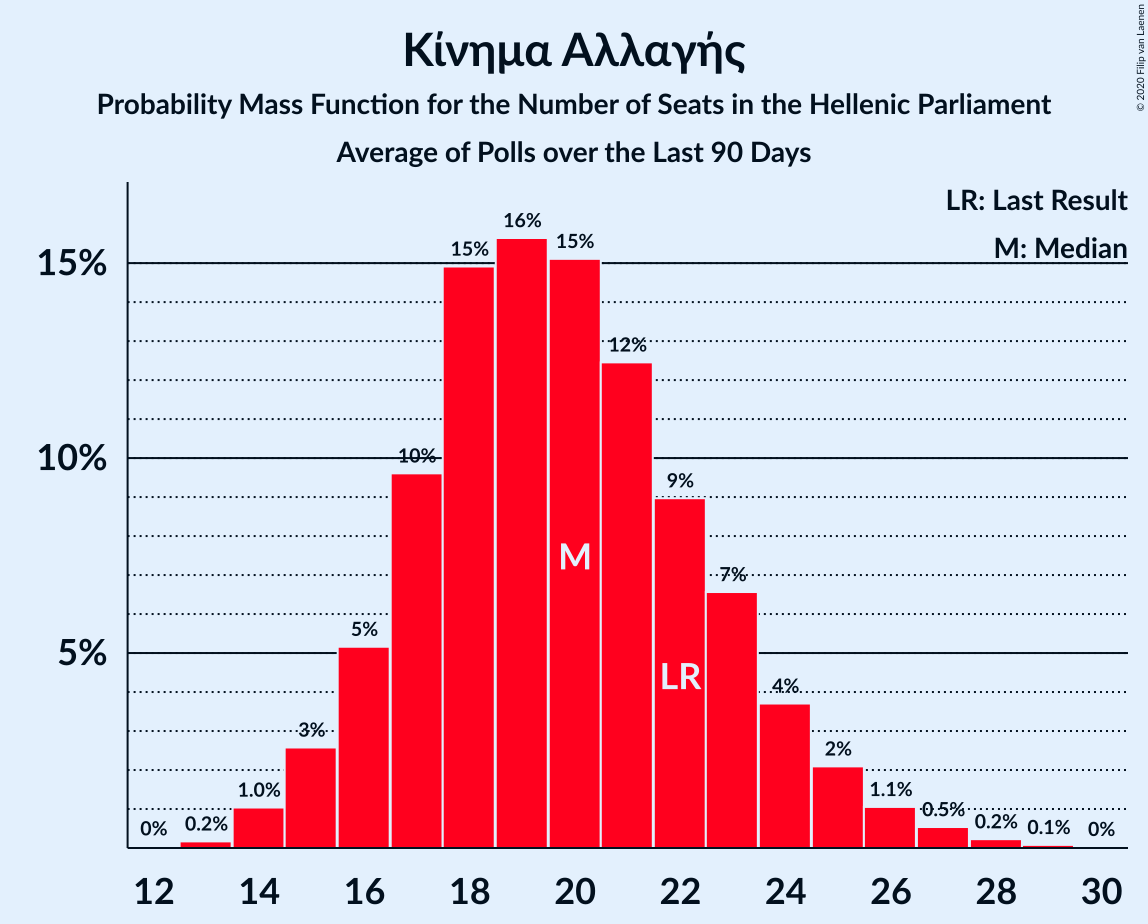 Κίνημα Αλλαγής
Probability Mass Function for the Number of Seats in the Hellenic Parliament
Average of Polls over the Last 90 Days
© 2020 Filip van Laenen
LR: Last Result
M: Median
15%
10%
5%
0%
0.2%
1.0%
3%
5%
10%
15%
16%
15%
12%
9%
7%
4%
2%
1.1%
0.5%
0.2%
0.1%
0%
M
LR
12 14 16 18 20 22 24 26 28 30